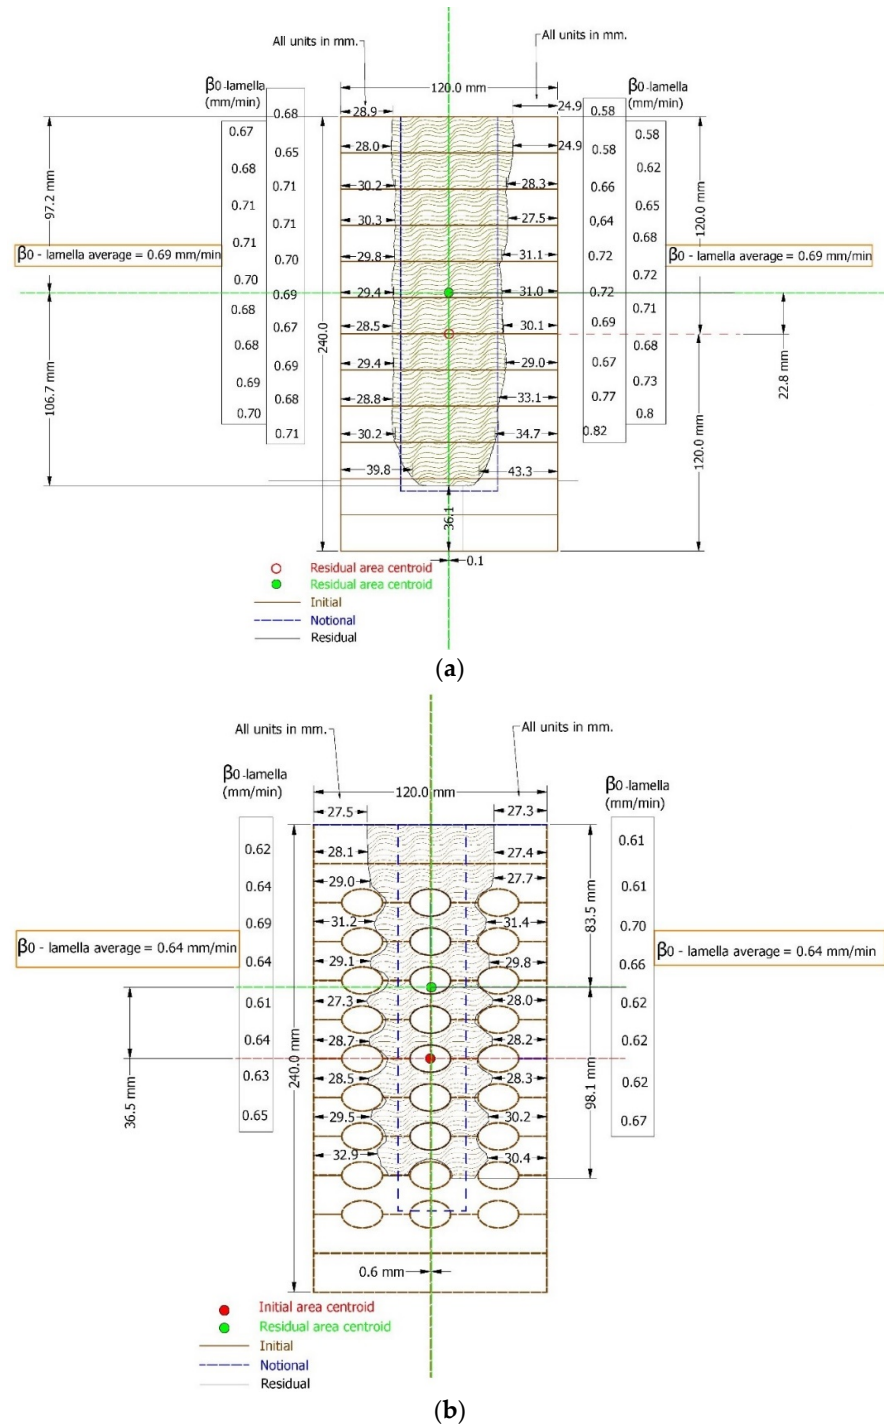 All units in mm.
All units in mm.
120.0 mm
β0-lamella
(mm/min)
β0-lamella
(mm/min)
28.9
24.9
0.68
0.58
0.67
0.58
28.0
24.9
0.65
0.58
0.68
0.62
30.2
28.3
0.71
0.66
0.71
0.65
30.3
27.5
0.71
0.64
0.71
0.68
97.2 mm
120.0 mm
β0 - lamella average = 0.69 mm/min
β0 - lamella average = 0.69 mm/min
29.8
31.1
0.70
0.72
0.70
0.72
29.4
31.0
0.69
0.72
0.68
0.71
28.5
30.1
0.67
0.69
0.68
0.68
22.8 mm
240.0
29.4
29.0
0.69
0.67
0.69
0.73
106.7 mm
28.8
33.1
0.68
0.77
0.70
0.8
30.2
34.7
0.71
0.82
120.0 mm
39.8
43.3
36.1
0.1
Residual area centroid
Residual area centroid
Initial
Notional
Residual
(a)
All units in mm.
All units in mm.
β0-lamella
(mm/min)
β0-lamella
(mm/min)
120.0 mm
27.5
27.3
0.62
0.61
28.1
27.4
0.64
0.61
29.0
27.7
83.5 mm
0.69
0.70
31.2
31.4
β0 - lamella average = 0.64 mm/min
β0 - lamella average = 0.64 mm/min
0.64
0.66
29.1
29.8
0.61
0.62
27.3
28.0
0.64
0.62
28.7
28.2
36.5 mm
240.0 mm
98.1 mm
0.63
0.62
28.5
28.3
0.65
0.67
29.5
30.2
32.9
30.4
0.6 mm
Initial area centroid
Residual area centroid
Initial
Notional
Residual
(b)